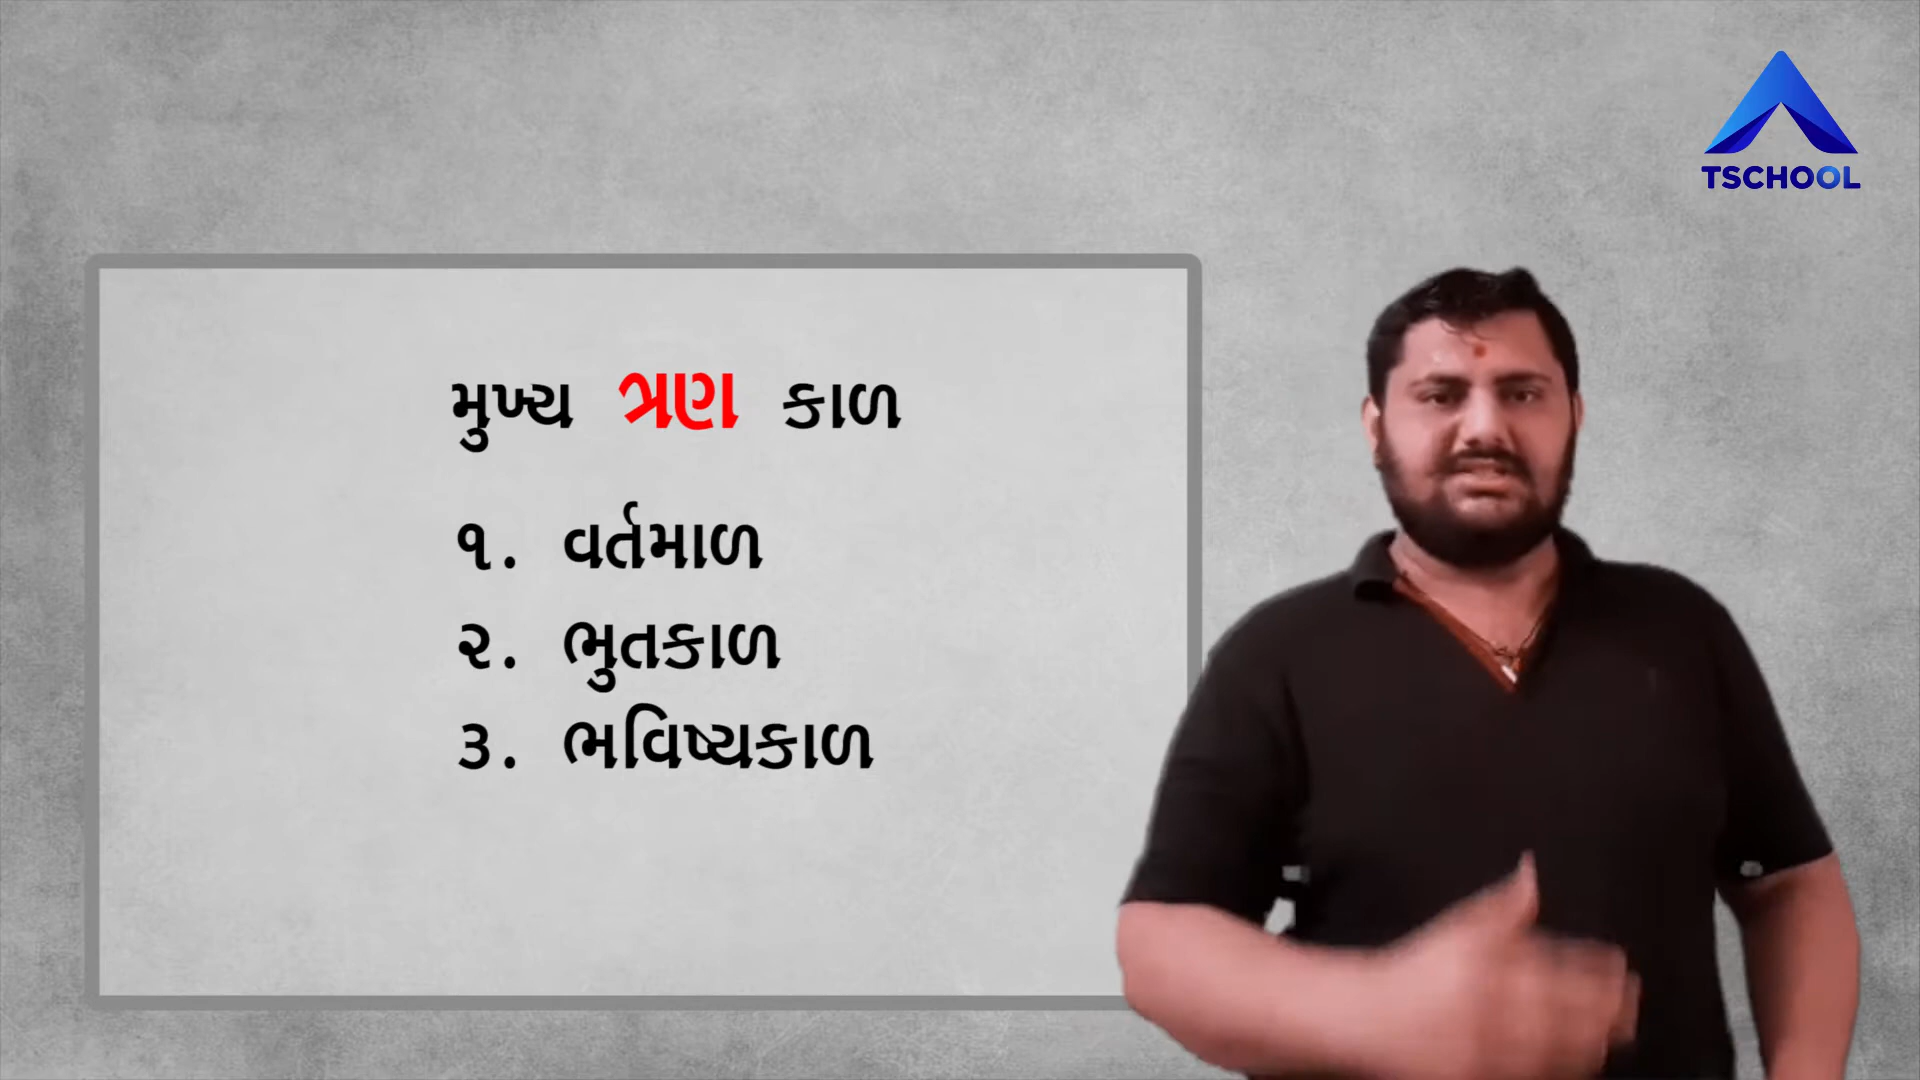 TSCHOOL
મુખ્ય ત્રણ કાળ
૧. વર્તમાળ
૨. ભુતકાળ
૩. ભવિષ્યકાળ